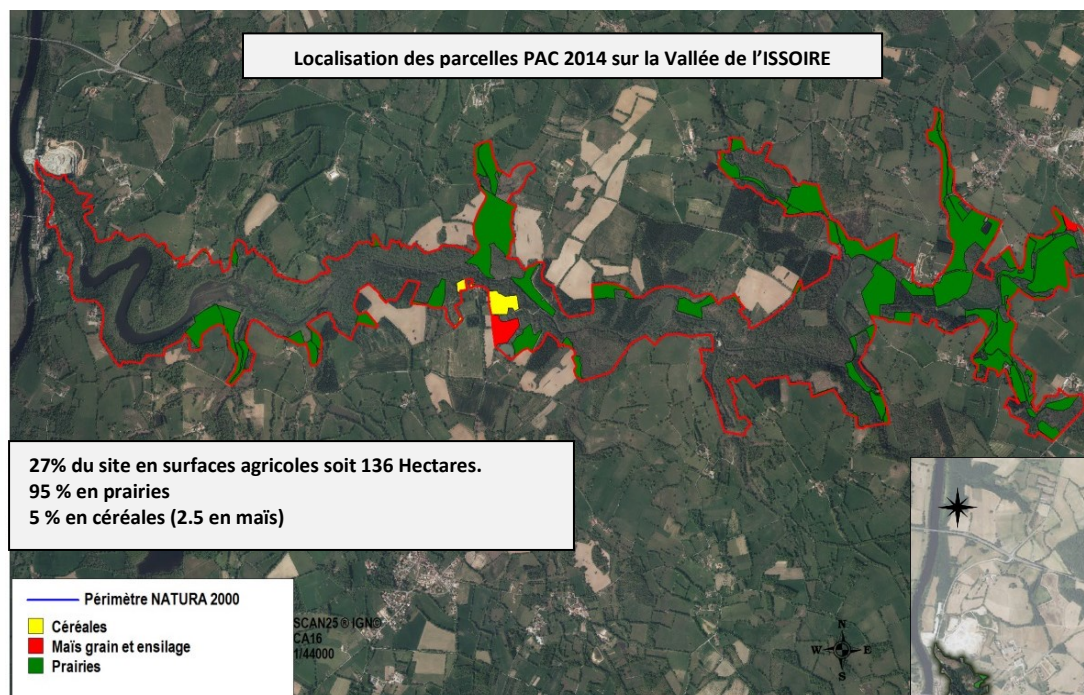 Localisation des parcelles PAC 2014 sur la Vallée de l'ISSOIRE
27% du site en surfaces agricoles soit 136 Hectares.
95 % en prairies
5 % en céréales (2.5 en maïs)
Périmètre NATURA 2000
Céréales
Maïs grain et ensilage
Prairies
SCAN25 ® IGN©
CA16
1/44000
N
W E
S